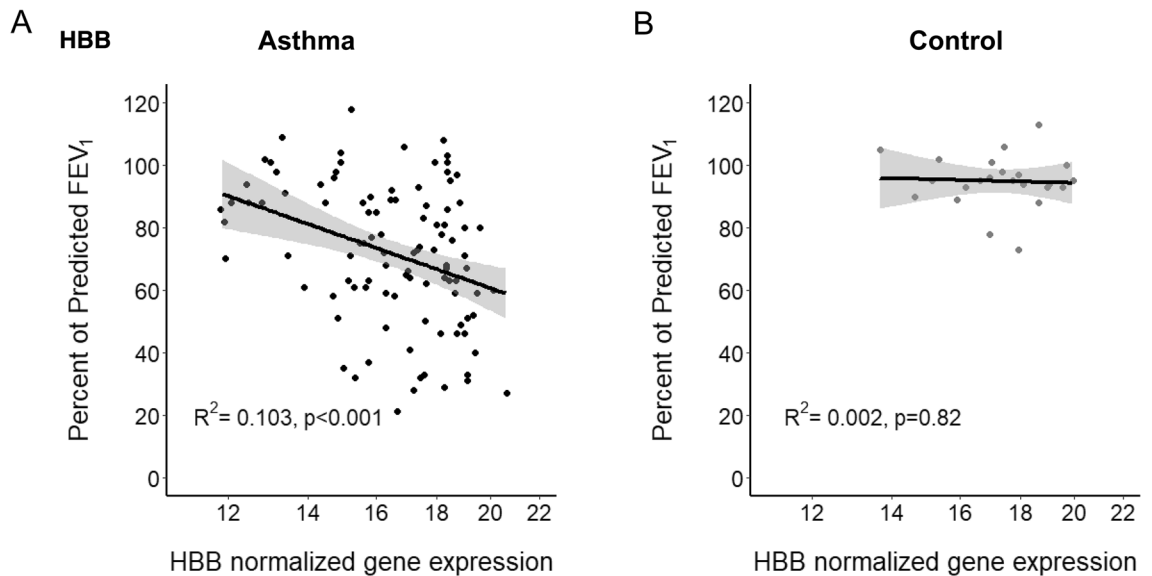 A
HBB
Asthma
Percent ot Predicted FEV1
120
100
80
60
40
20
0
R2= 0.103, p<0.001
12 14 16 18 20 22
HBB normalized gene expression
B
Control
Percent ot Predicted FEV1
120
100
80
60
40
20
0
R2= 0.002, p=0.82
12 14 16 18 20 22
HBB normalized gene expression